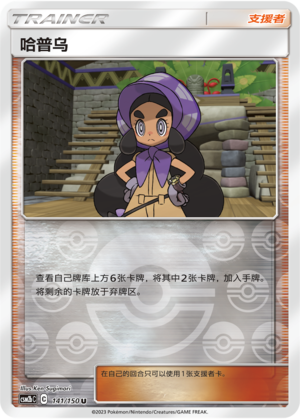 TRAINER
支援者
哈普乌
查看自己牌库上方6张卡牌，将其中2张卡牌，加入手牌。
将剩余的卡牌放于弃牌区。
Illus. Ken Sugimori
CSM2b C G 141/150 U
在自己的回合只可以使用1张支援者卡。
©2023 Pokémon/Nintendo/Creatures/GAME FREAK.